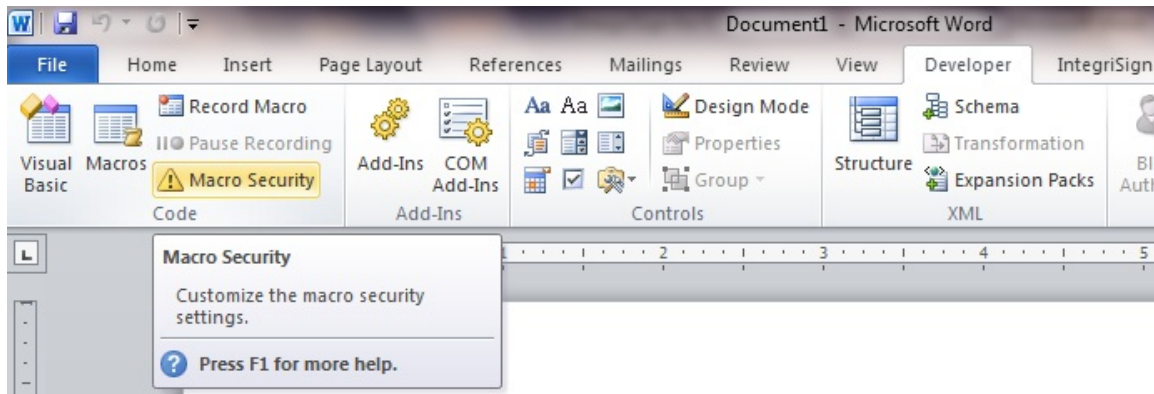 W Document1 - Microsoft Word
File Home Insert Page Layout References Mailings Review View Developer IntegriSign
Visual Basic
Macros
Record Macro
Pause Recording
Macro Security
Code
Add-Ins
COM Add-Ins
Add-Ins
Aa Aa
Design Mode
Properties
Group
Controls
Structure
Schema
Transformation
Expansion Packs
XML
L 1 2 3 4 5
Macro Security
Customize the macro security
settings.
? Press F1 for more help.